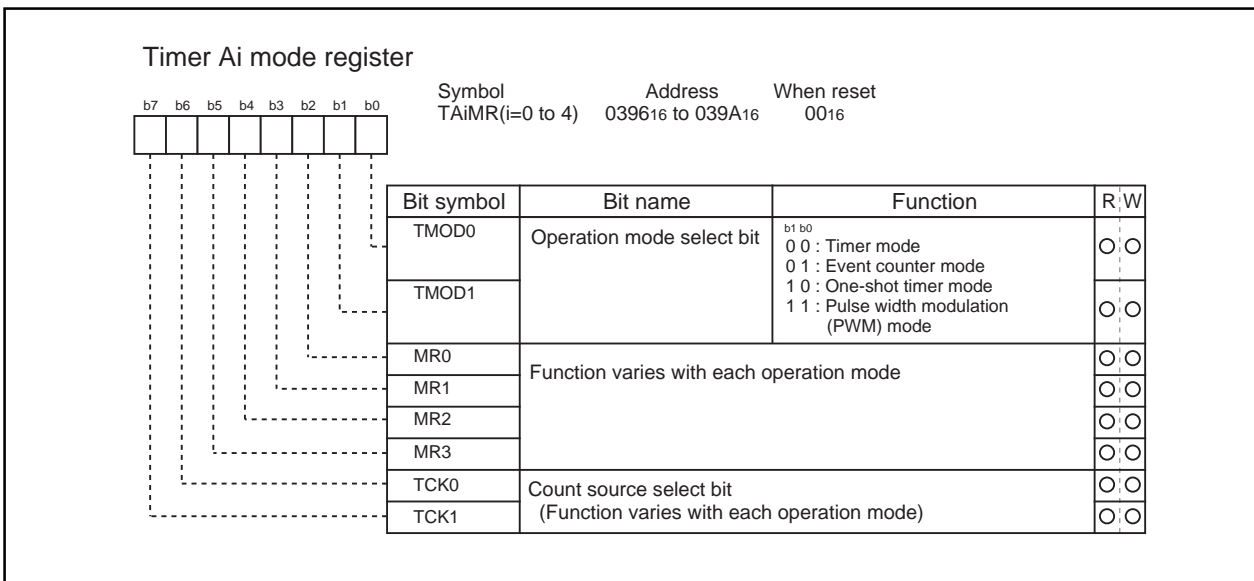 Timer Ai mode register
Symbol Address When reset
TAiMR(i=0 to 4) 039616 to 039A16 0016
b7 b6 b5 b4 b3 b2 b1 b0
Bit symbol Bit name Function R W
TMOD0 Operation mode select bit b1 b0
0 0 : Timer mode
0 1 : Event counter mode
TMOD1 1 0 : One-shot timer mode
1 1 : Pulse width modulation
(PWM) mode
MR0 Function varies with each operation mode
MR1
MR2
MR3
TCK0 Count source select bit
(Function varies with each operation mode)
TCK1